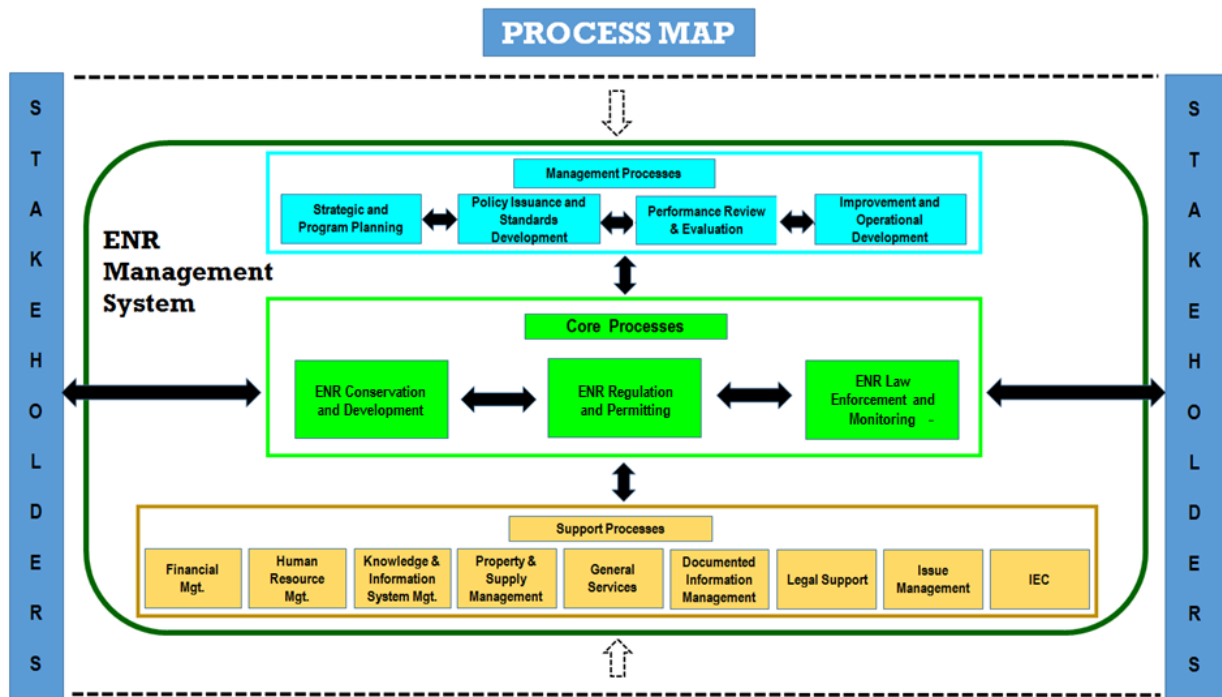 PROCESS MAP
STAKEHOLDERS
ENR
Management
System
Management Processes
Strategic and
Program Planning
Policy Issuance and
Standards
Development
Performance Review
& Evaluation
Improvement and
Operational
Development
Core Processes
ENR Conservation
and Development
ENR Regulation
and Permitting
ENR Law
Enforcement and
Monitoring -
Support Processes
Financial
Mgt.
Human
Resource
Mgt.
Knowledge &
Information
System Mgt.
Property &
Supply
Management
General
Services
Documented
Information
Management
Legal Support
Issue
Management
IEC
STAKEHOLDERS